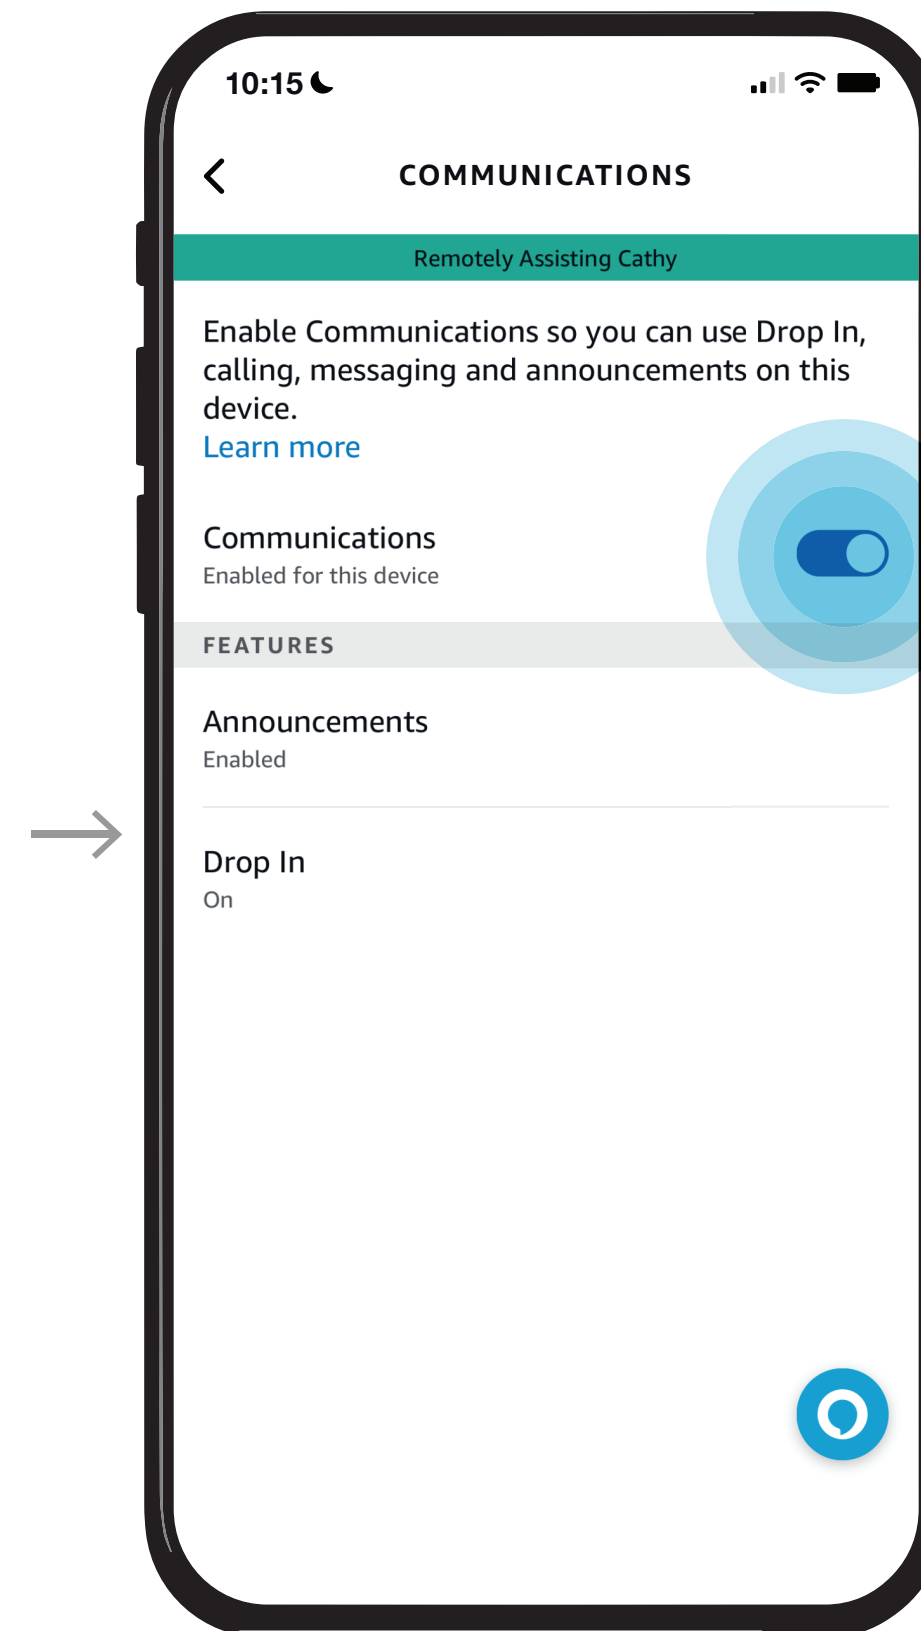 10:15
COMMUNICATIONS
Remotely Assisting Cathy
Enable Communications so you can use Drop In,
calling, messaging and announcements on this
device.
Learn more
Communications
Enabled for this device
FEATURES
Announcements
Enabled
Drop In
On